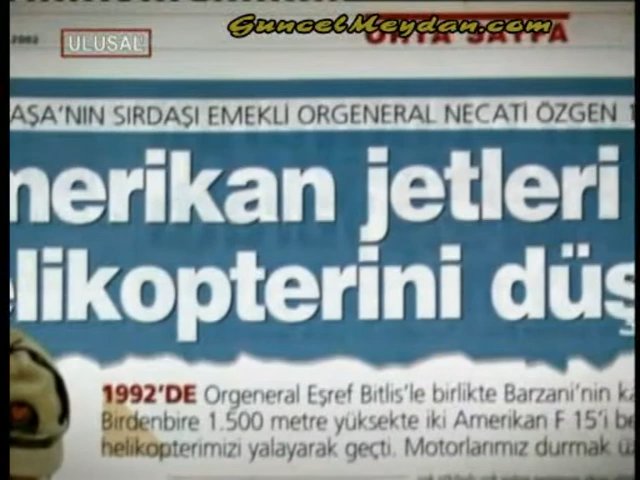 GuncelMeydan.com
ULUSAL
ORTA SAYFA
AŞA'NIN SIRDAŞI EMEKLİ ORGENERAL NECATİ ÖZGEN
merikan jetleri
elikopterini düş
1992'DE Orgeneral Eşref Bitlis'le birlikte Barzani'nin ka
Birdenbire 1.500 metre yüksekte iki Amerikan F 15'i be
helikopterimizi yalayarak geçti. Motorlarımız durmak ü